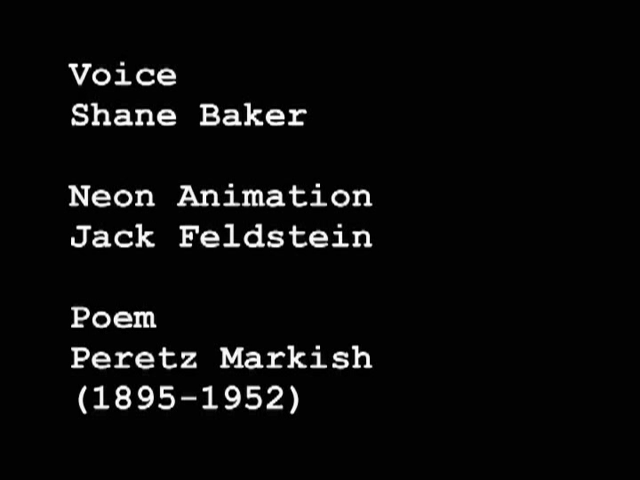 Voice
Shane Baker
Neon Animation
Jack Feldstein
Poem
Peretz Markish
(1895-1952)